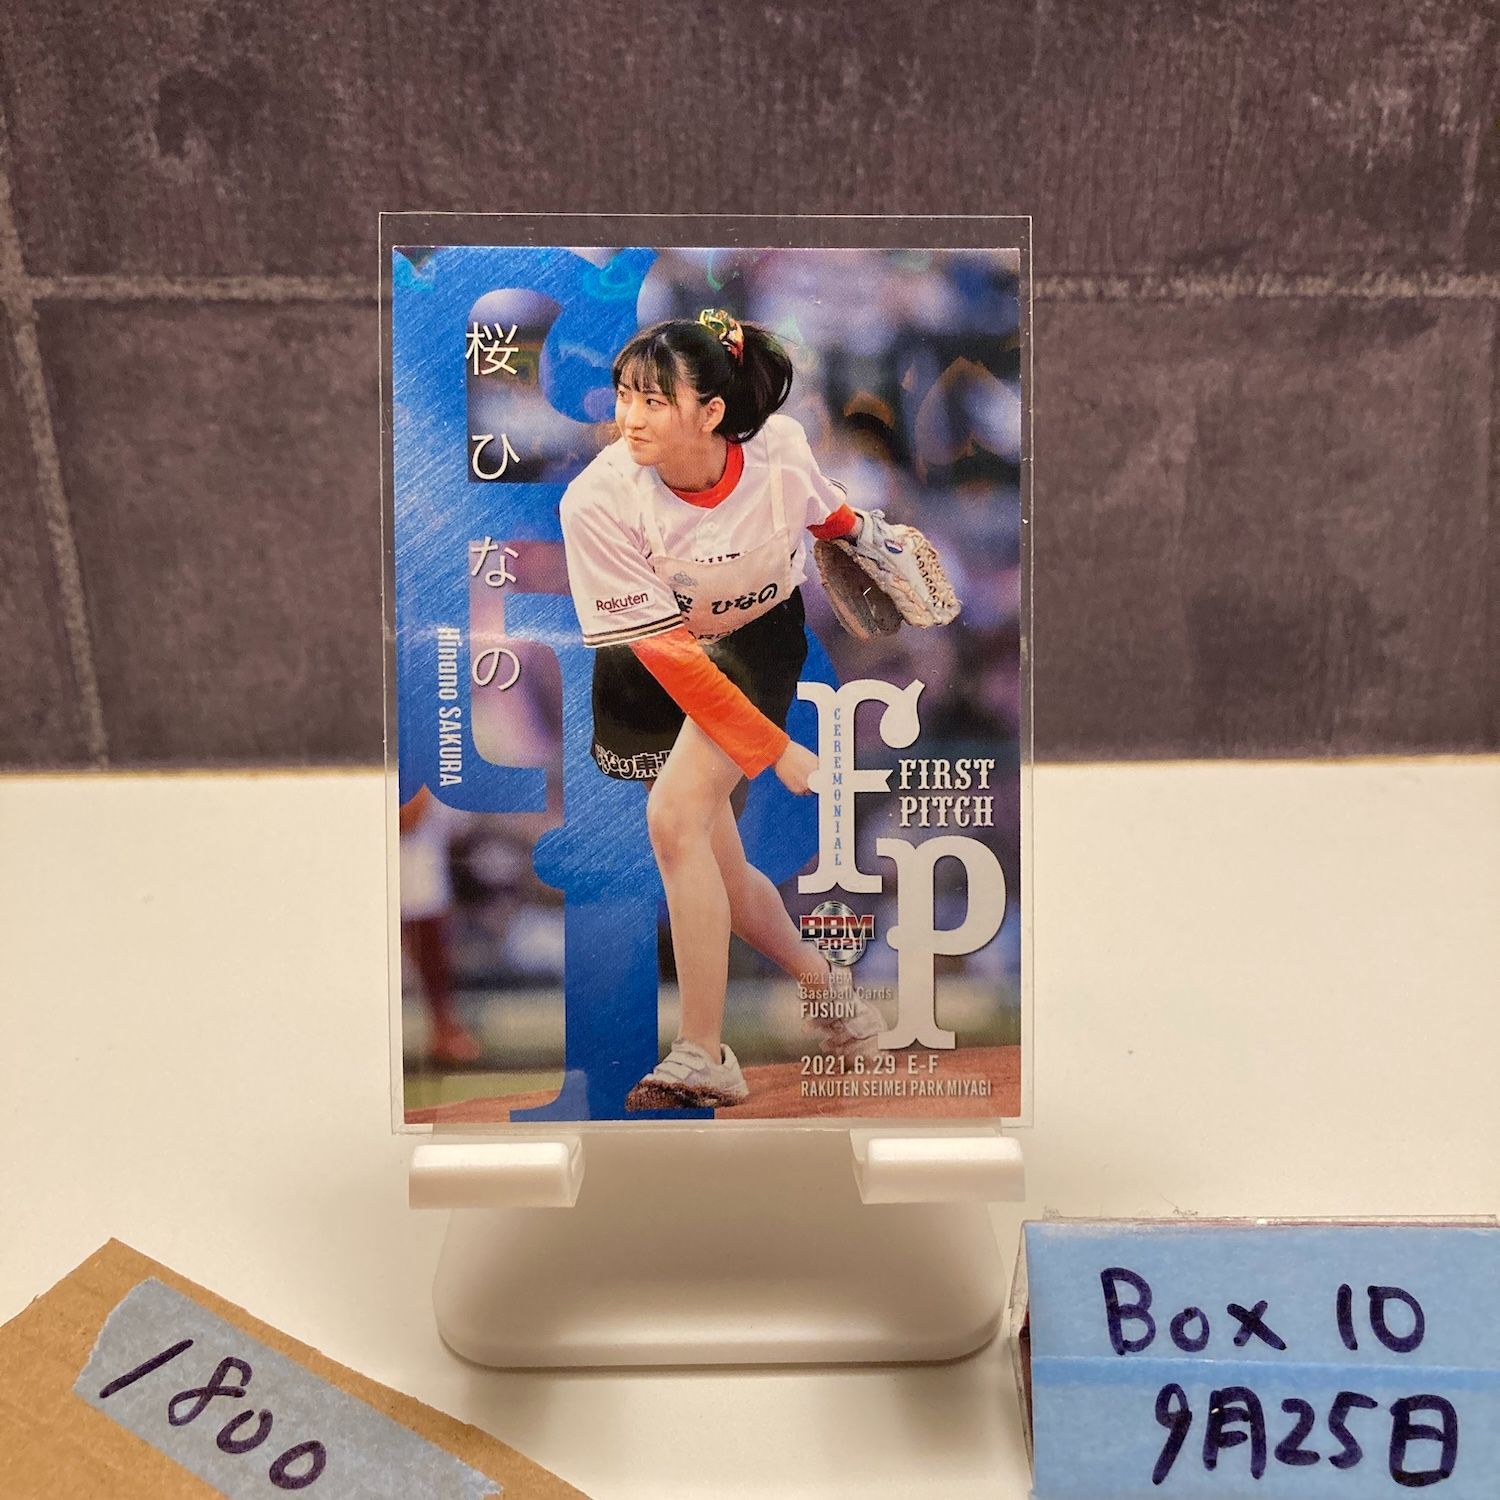 桜ひなの
Hinano SAKURA
Rakuten
ひなの
CEREMONIAL
FIRST
PITCH
fp
BBM
2021
2021 BBM
Baseball Cards
FUSION
2021.6.29 E-F
RAKUTEN SEIMEI PARK MIYAGI
1800
Box 10
9月25日